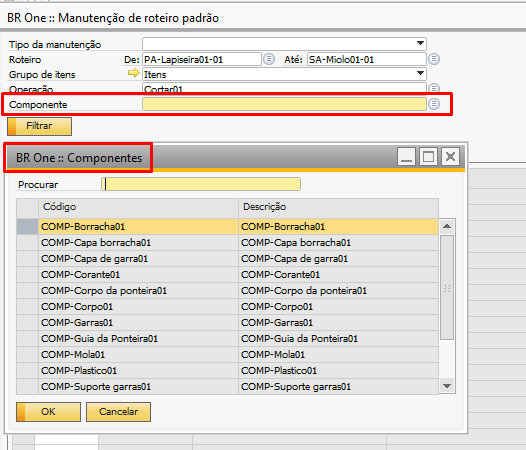 BR One :: Manutenção de roteiro padrão
Tipo da manutenção
Roteiro De: PA-Lapiseira01-01 Até: SA-Miolo01-01
Grupo de itens Itens
Operação Cortar01
Componente
Filtrar
BR One :: Componentes
Procurar
Código Descrição
COMP-Borracha01 COMP-Borracha01
COMP-Capa borracha01 COMP-Capa borracha01
COMP-Capa de garra01 COMP-Capa de garra01
COMP-Corante01 COMP-Corante01
COMP-Corpo da ponteira01 COMP-Corpo da ponteira01
COMP-Corpo01 COMP-Corpo01
COMP-Garras01 COMP-Garras01
COMP-Guia da Ponteira01 COMP-Guia da Ponteira01
COMP-Mola01 COMP-Mola01
COMP-Plastico01 COMP-Plastico01
COMP-Suporte garras01 COMP-Suporte garras01
OK Cancelar